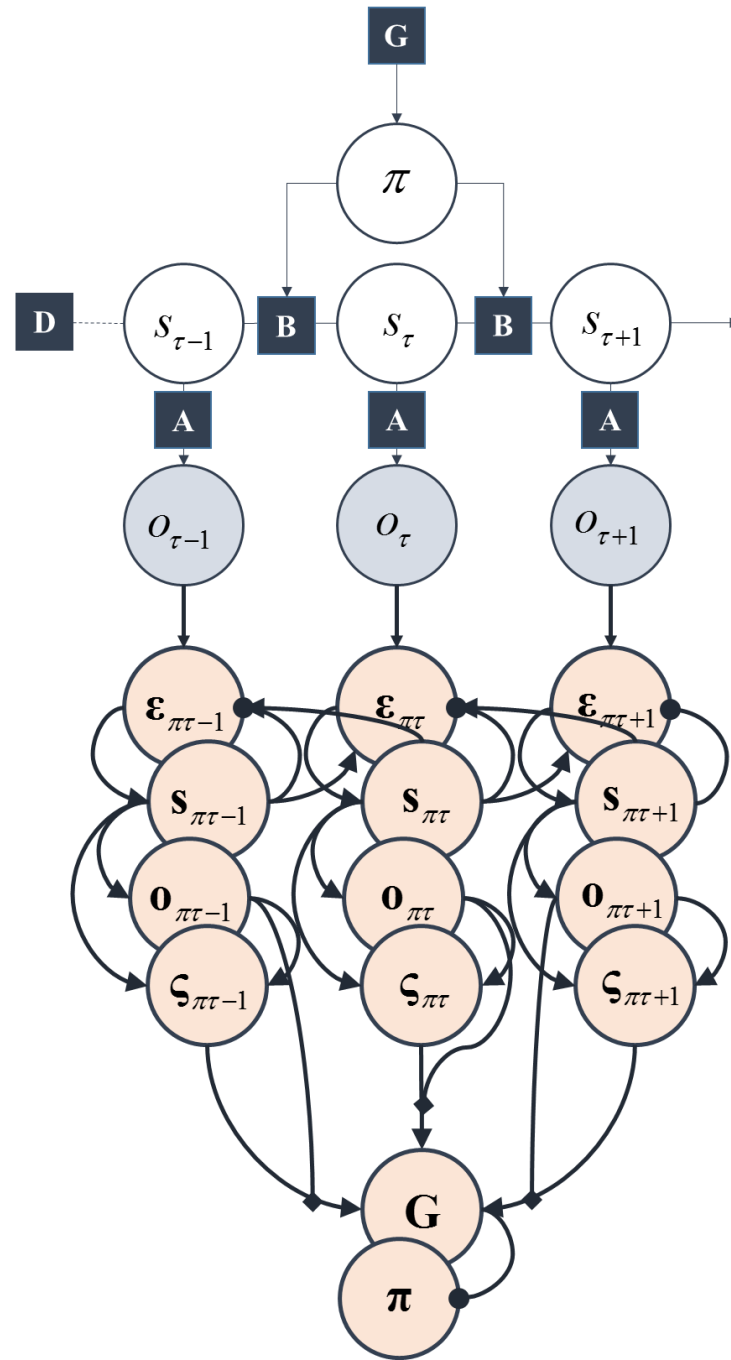 G
π
D s_{τ−1} B s_τ B s_{τ+1}
A A A
o_{τ−1} o_τ o_{τ+1}
ε_{πτ−1} ε_{πτ} ε_{πτ+1}
s_{πτ−1} s_{πτ} s_{πτ+1}
o_{πτ−1} o_{πτ} o_{πτ+1}
ς_{πτ−1} ς_{πτ} ς_{πτ+1}
G
π